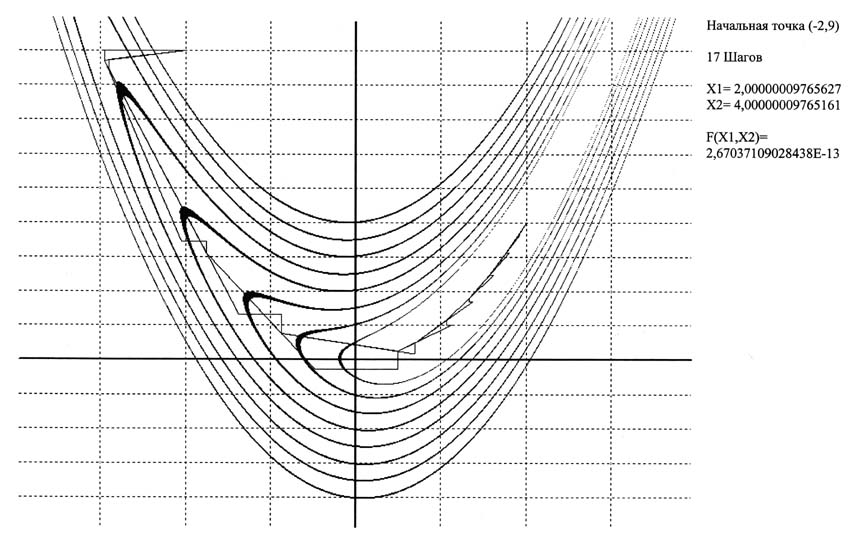 Начальная точка (-2,9)
17 Шагов
X1= 2,00000009765627
X2= 4,00000009765161
F(X1,X2)=
2,67037109028438E-13